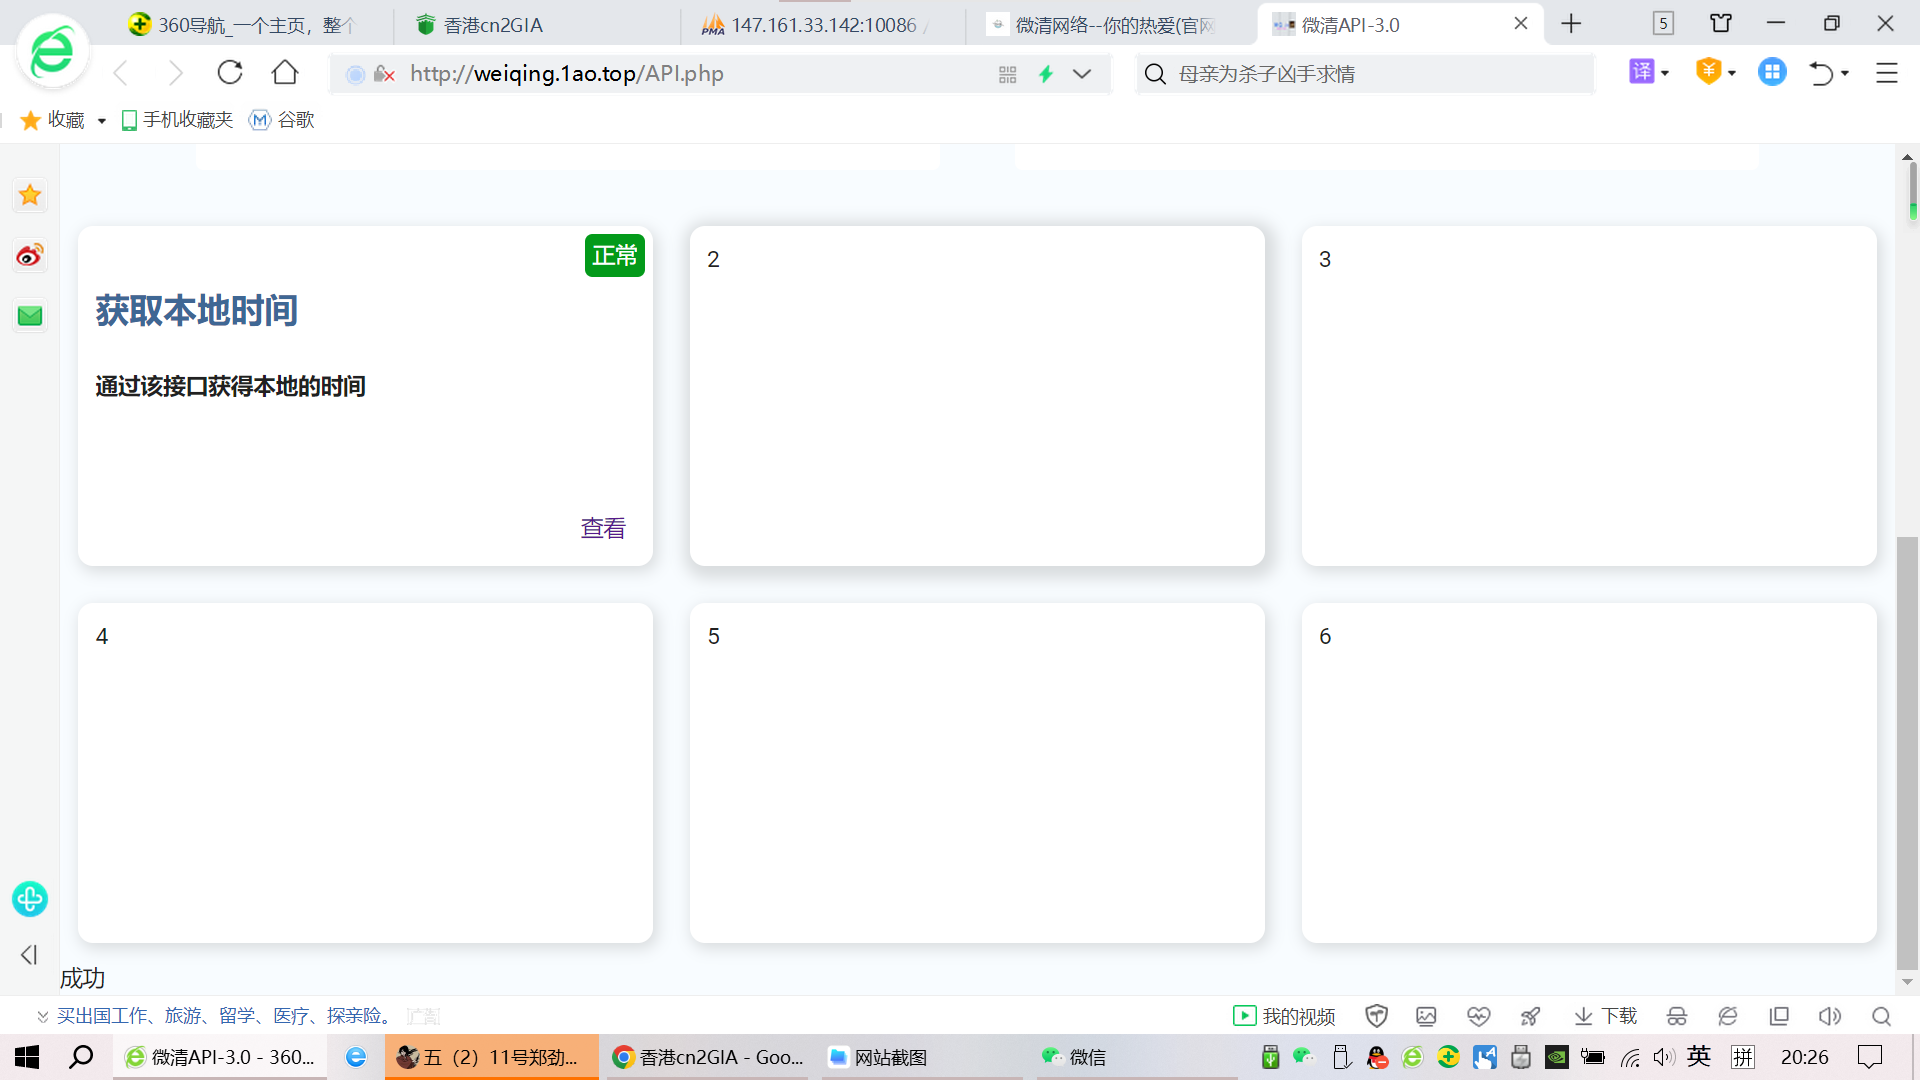 360导航_一个主页，整个
香港cn2GIA
147.161.33.142:10086 /
微清网络--你的热爱(官网
微清API-3.0
5
http://weiqing.1ao.top/API.php
母亲为杀子凶手求情
译
收藏
手机收藏夹
谷歌
正常
获取本地时间
通过该接口获得本地的时间
查看
2
3
4
5
6
成功
买出国工作、旅游、留学、医疗、探亲险。
广告
我的视频
下载
微清API-3.0 - 360...
五（2）11号郑劲...
香港cn2GIA - Goo...
网站截图
微信
英
拼
20:26